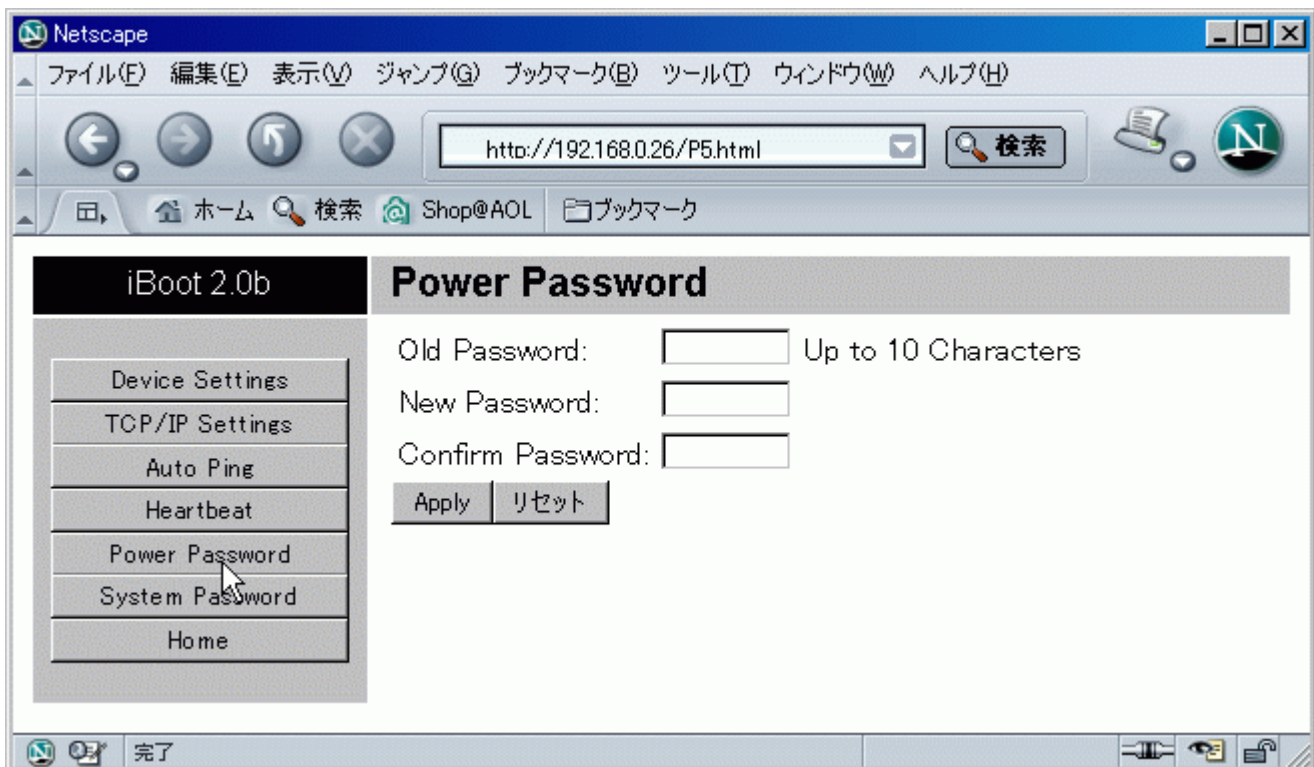 Netscape
ファイル(F) 編集(E) 表示(V) ジャンプ(G) ブックマーク(B) ツール(T) ウィンドウ(W) ヘルプ(H)
http://192.168.0.26/P5.html 検索
ホーム 検索 Shop@AOL ブックマーク
iBoot 2.0b
Power Password
Old Password: Up to 10 Characters
New Password:
Confirm Password:
Apply リセット
Device Settings
TCP/IP Settings
Auto Ping
Heartbeat
Power Password
System Password
Home
完了